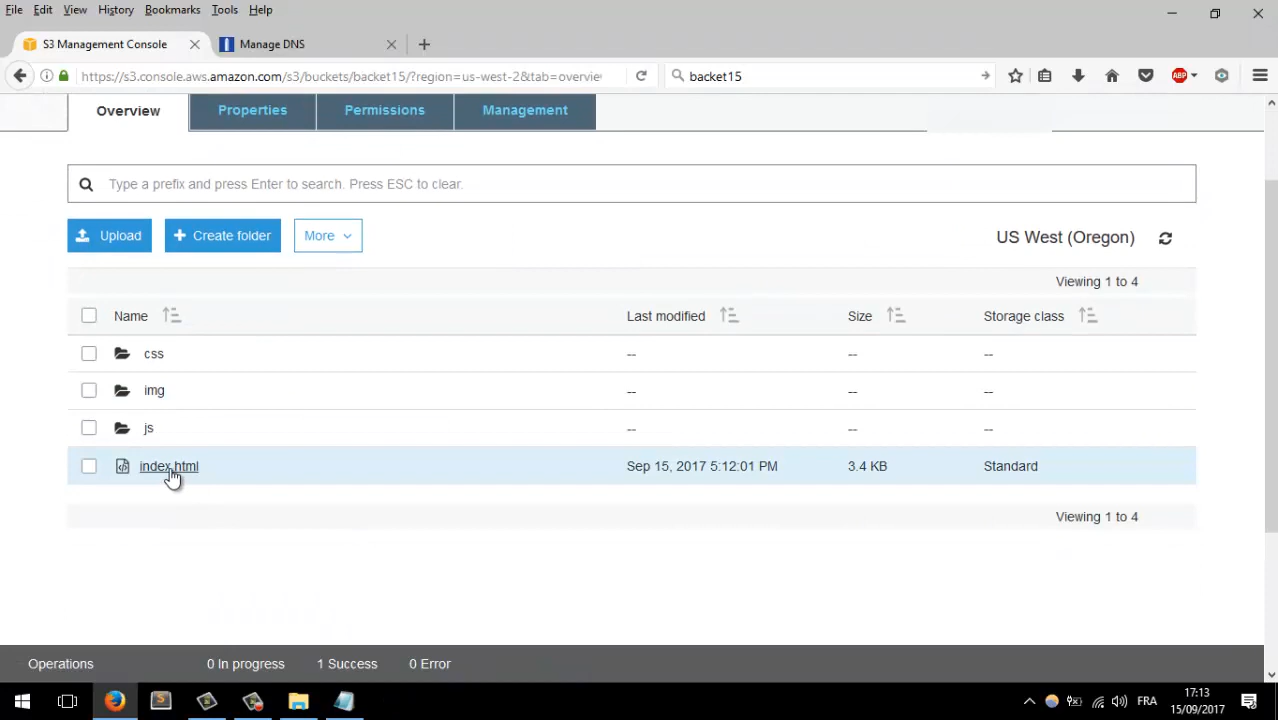 File Edit View History Bookmarks Tools Help
S3 Management Console Manage DNS
https://s3.console.aws.amazon.com/s3/buckets/backet15/?region=us-west-2&tab=overvie backet15 ABP
Overview Properties Permissions Management
Type a prefix and press Enter to search. Press ESC to clear.
Upload + Create folder More US West (Oregon)
Viewing 1 to 4
Name Last modified Size Storage class
css -- -- --
img -- -- --
js -- -- --
index.html Sep 15, 2017 5:12:01 PM 3.4 KB Standard
Viewing 1 to 4
Operations 0 In progress 1 Success 0 Error
FRA 17:13
15/09/2017